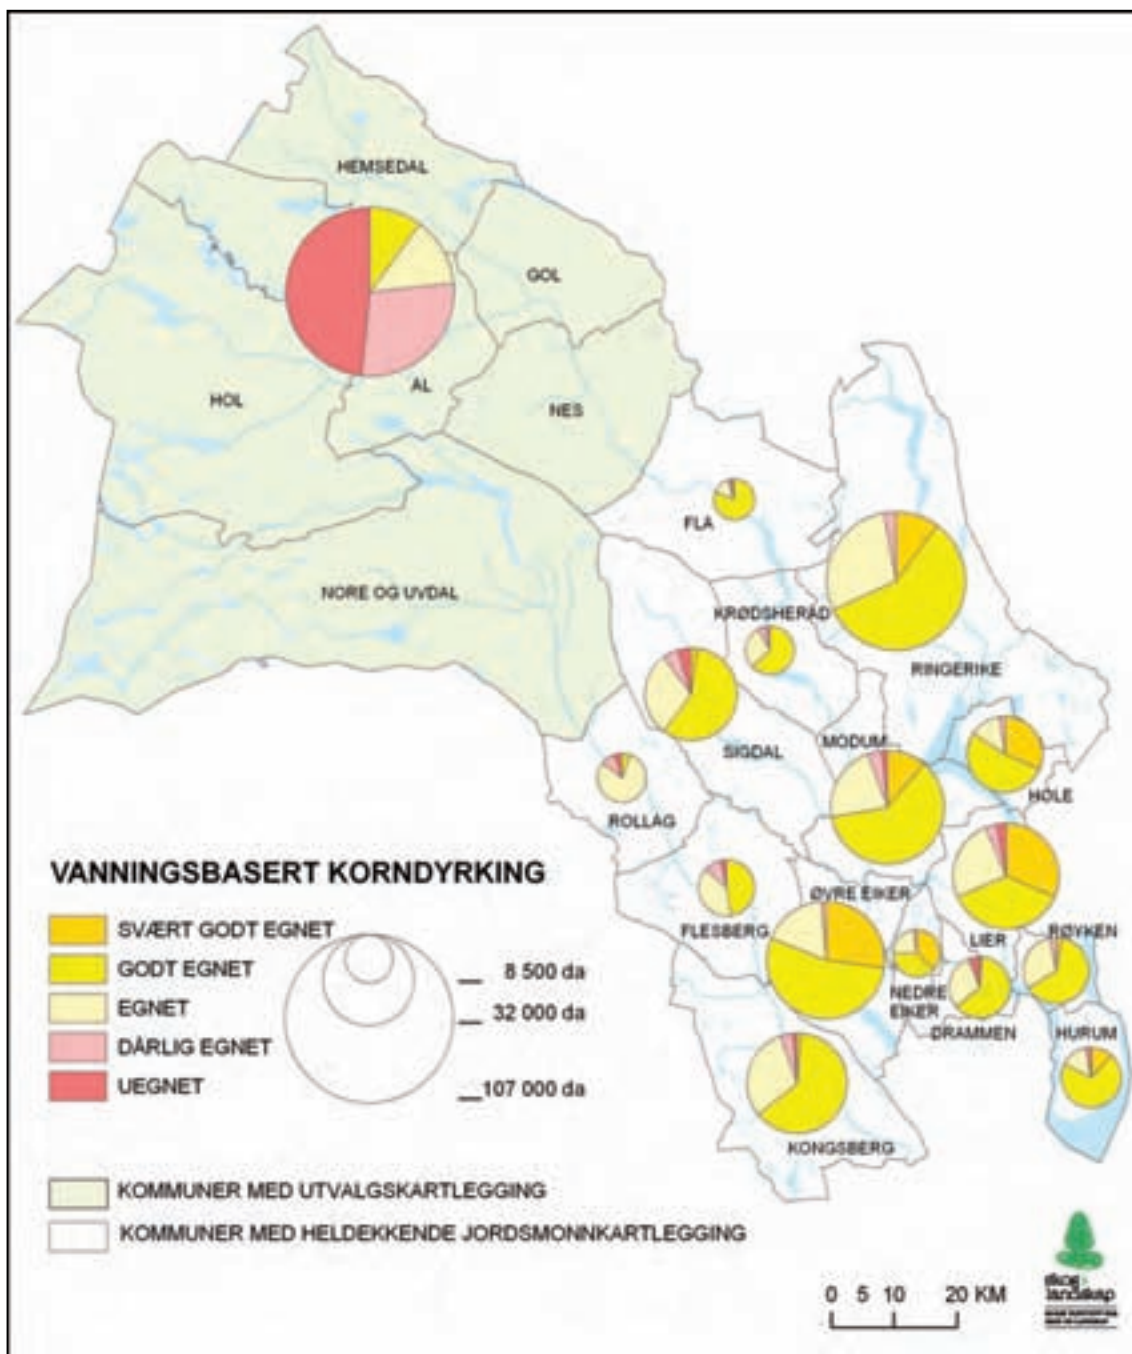 HEMSEDAL
GOL
ÅL
HOL
NES
FLÅ
NORE OG UVDAL
KRØDSHERAD
RINGERIKE
SIGDAL
MODUM
HOLE
ROLLAG
VANNINGSBASERT KORNDYRKING
SVÆRT GODT EGNET
GODT EGNET
EGNET
DÅRLIG EGNET
UEGNET
8 500 da
32 000 da
107 000 da
ØVRE EIKER
FLESBERG
LIER
RØYKEN
NEDRE
EIKER
DRAMMEN
HURUM
KONGSBERG
KOMMUNER MED UTVALGSKARTLEGGING
KOMMUNER MED HELDEKKENDE JORDSMONNKARTLEGGING
0 5 10 20 KM
skog
landskap